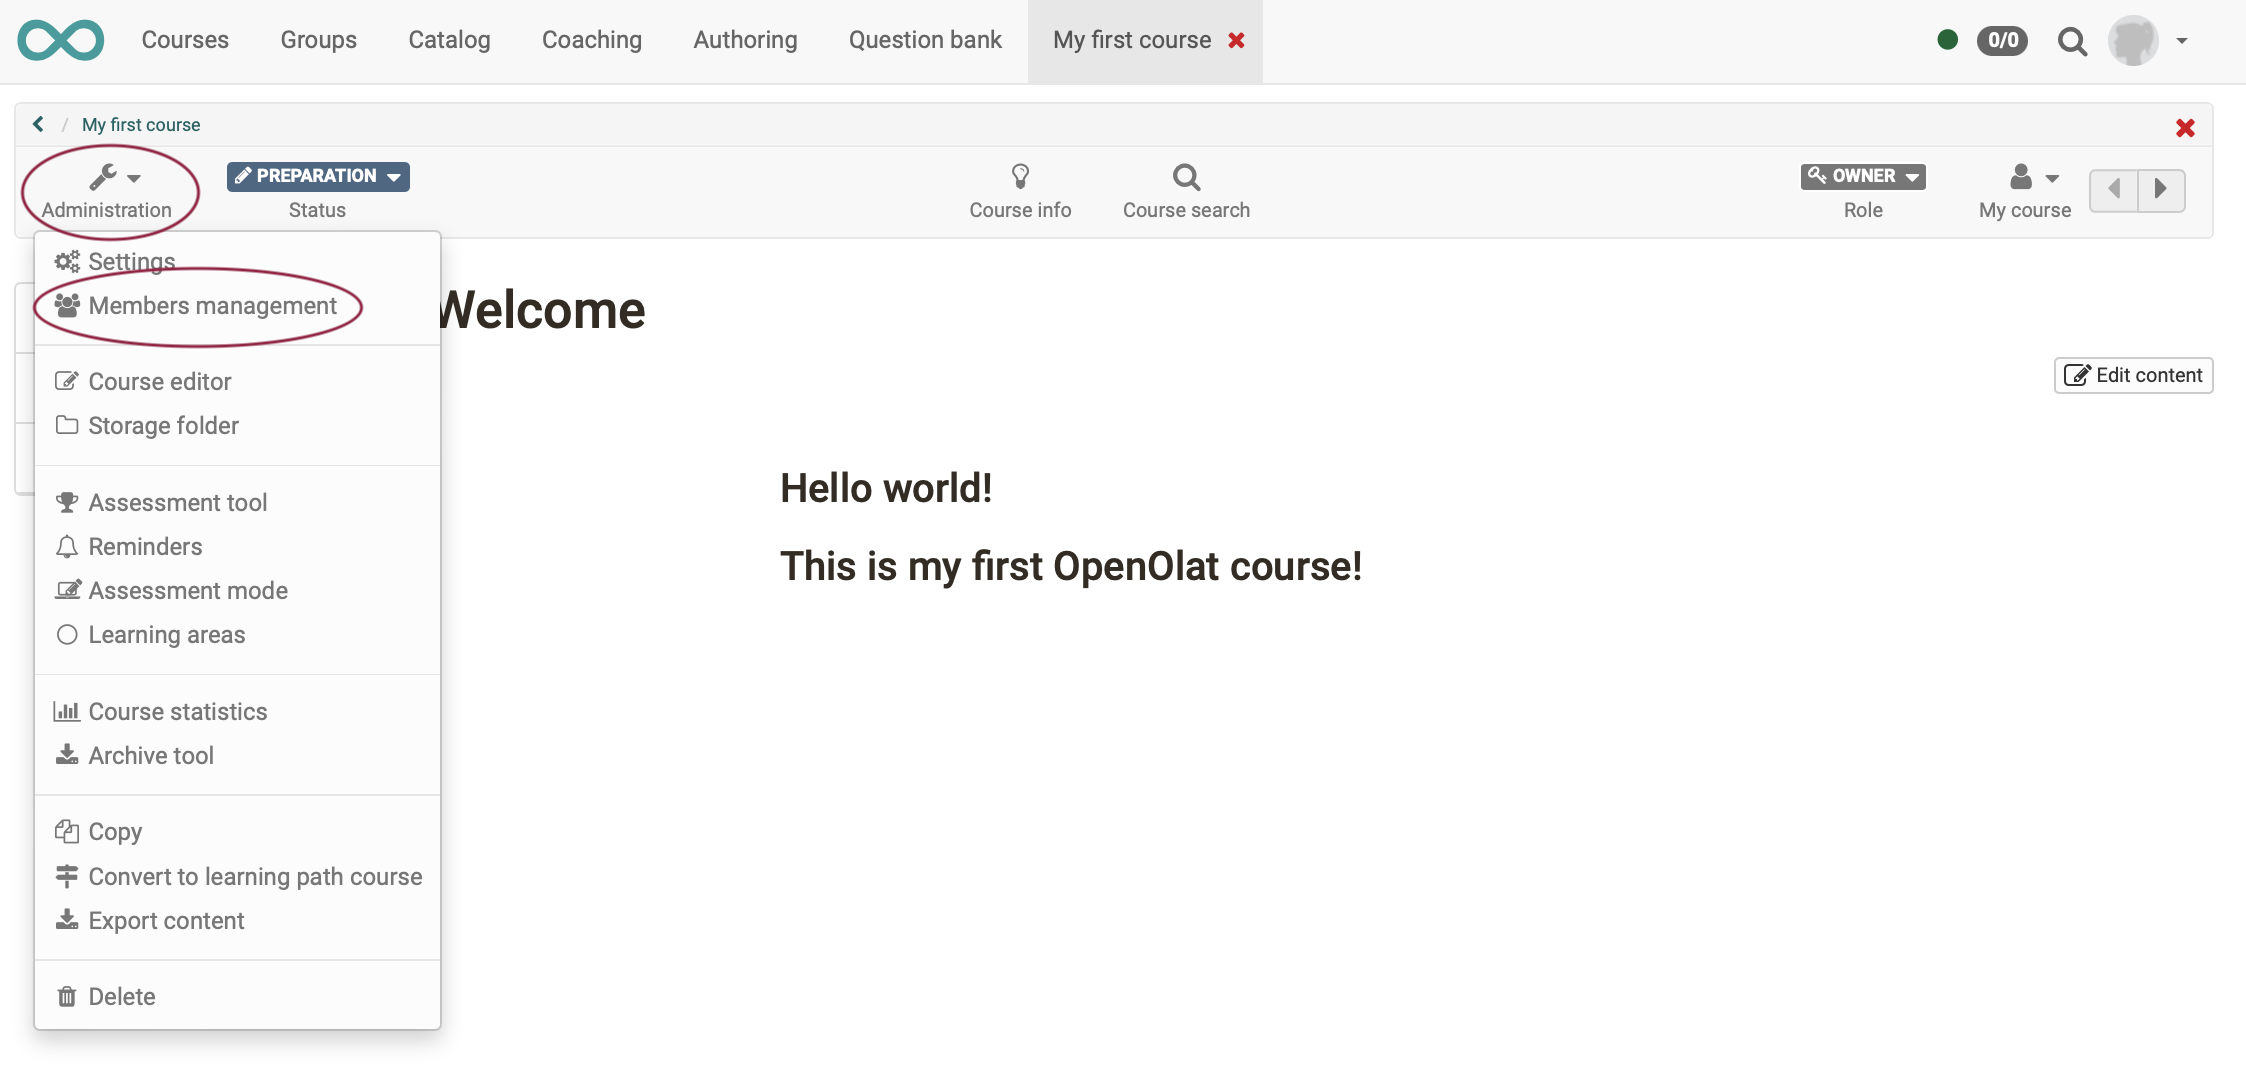 Courses Groups Catalog Coaching Authoring Question bank My first course 0/0
/ My first course
PREPARATION OWNER
Administration Status Course info Course search Role My course
Settings
Members management
Welcome
Course editor
Edit content
Storage folder
Hello world!
Assessment tool
Reminders
This is my first OpenOlat course!
Assessment mode
Learning areas
Course statistics
Archive tool
Copy
Convert to learning path course
Export content
Delete